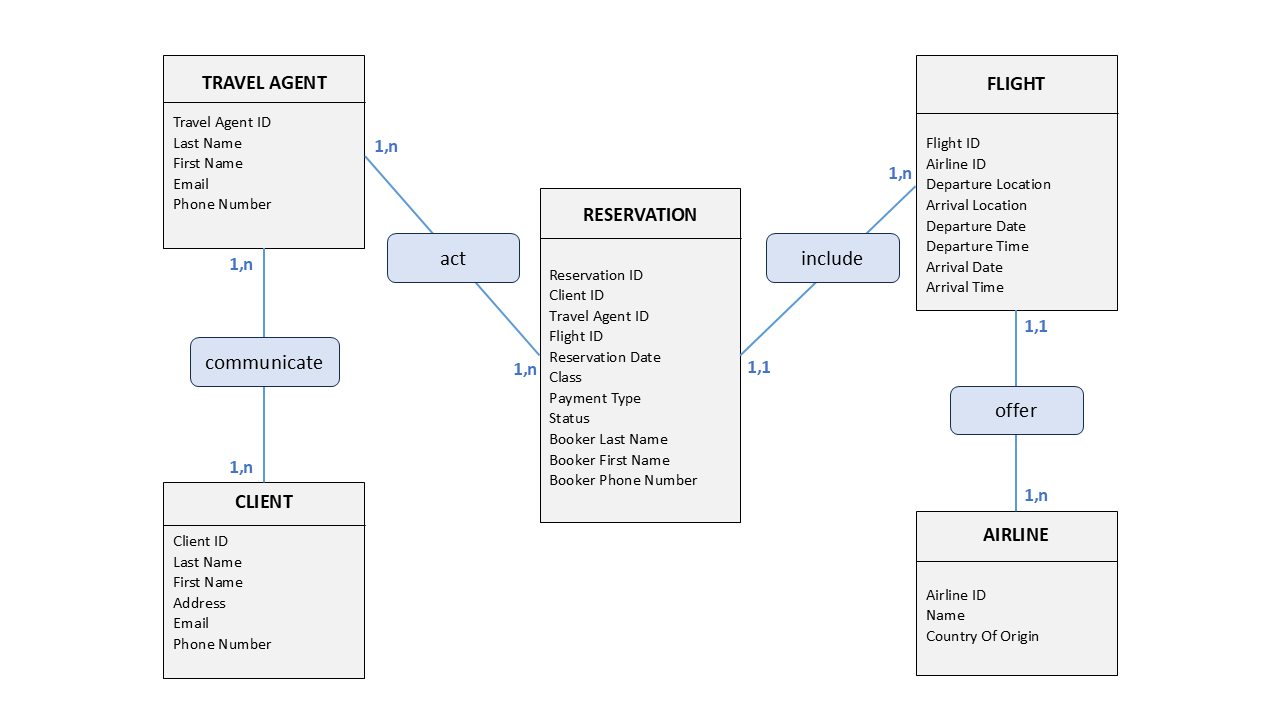 TRAVEL AGENT
Travel Agent ID
Last Name
First Name
Email
Phone Number
1,n
act
1,n
1,n
communicate
1,n
CLIENT
Client ID
Last Name
First Name
Address
Email
Phone Number
RESERVATION
Reservation ID
Client ID
Travel Agent ID
Flight ID
Reservation Date
Class
Payment Type
Status
Booker Last Name
Booker First Name
Booker Phone Number
1,1
include
1,n
FLIGHT
Flight ID
Airline ID
Departure Location
Arrival Location
Departure Date
Departure Time
Arrival Date
Arrival Time
1,1
offer
1,n
AIRLINE
Airline ID
Name
Country Of Origin